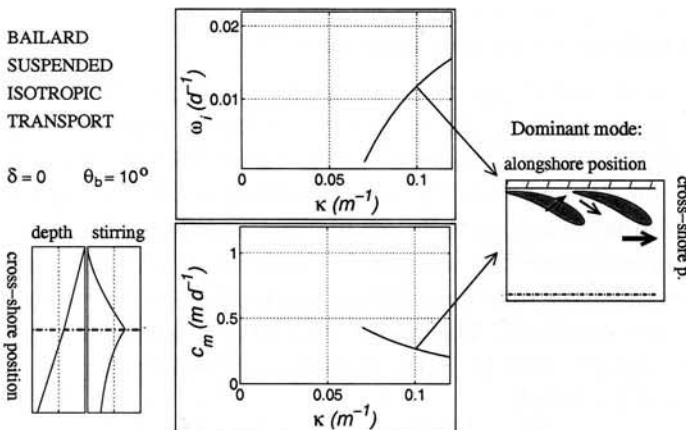 BAILARD
SUSPENDED
ISOTROPIC
TRANSPORT
δ = 0 θb = 10°
depth stirring
cross-shore position
0.02
0.01
0
0 0.05 0.1
ωi (d⁻¹)
κ (m⁻¹)
1
0.5
0
0 0.05 0.1
cm (m d⁻¹)
κ (m⁻¹)
Dominant mode:
alongshore position
cross-shore p.